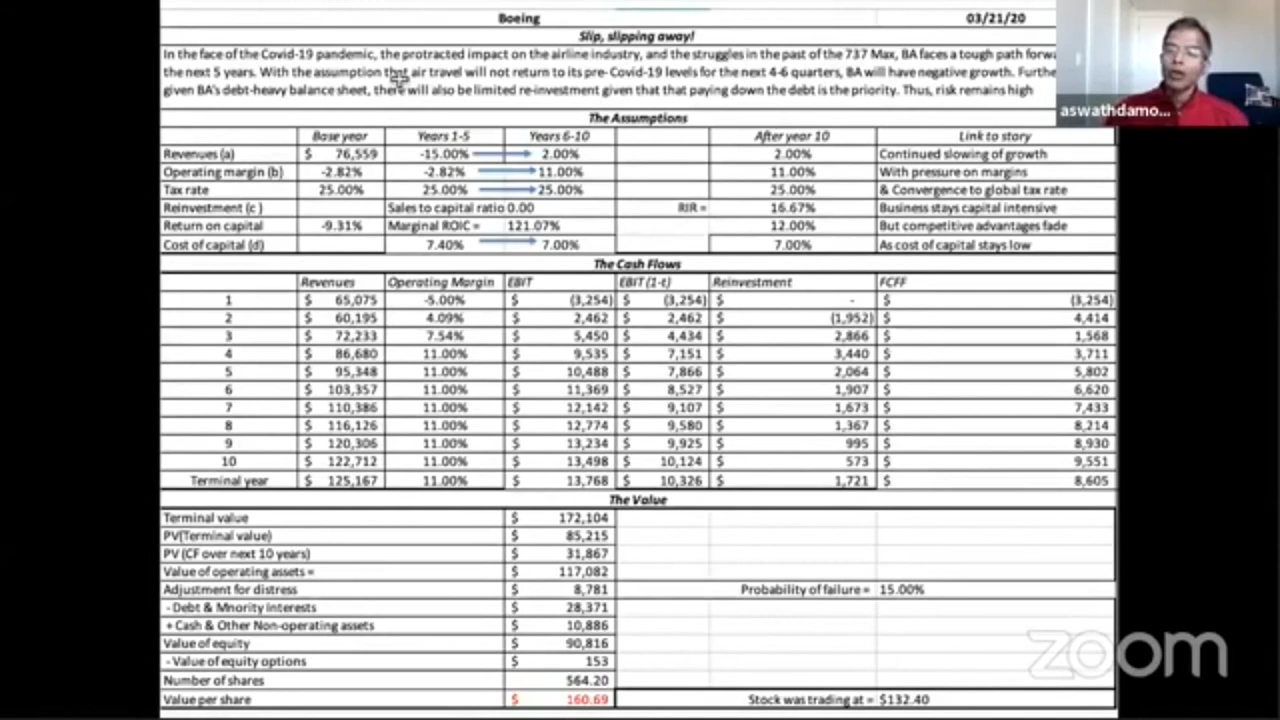 Boeing 03/21/20
Slip, slipping away!
In the face of the Covid-19 pandemic, the protracted impact on the airline industry, and the struggles in the past of the 737 Max, BA faces a tough path forwa
the next 5 years. With the assumption that air travel will not return to its pre-Covid-19 levels for the next 4-6 quarters, BA will have negative growth. Furthe
given BA's debt-heavy balance sheet, there will also be limited re-investment given that that paying down the debt is the priority. Thus, risk remains high
aswathdamo...
The Assumptions
Base year Years 1-5 Years 6-10 After year 10 Link to story
Revenues (a) $ 76,559 -15.00% 2.00% 2.00% Continued slowing of growth
Operating margin (b) -2.82% -2.82% 11.00% 11.00% With pressure on margins
Tax rate 25.00% 25.00% 25.00% 25.00% & Convergence to global tax rate
Reinvestment (c ) Sales to capital ratio 0.00 RIR = 16.67% Business stays capital intensive
Return on capital -9.31% Marginal ROIC = 121.07% 12.00% But competitive advantages fade
Cost of capital (d) 7.40% 7.00% 7.00% As cost of capital stays low
The Cash Flows
Revenues Operating Margin EBIT EBIT (1-t) Reinvestment FCFF
1 $ 65,075 -5.00% $ (3,254) $ (3,254) $ - $ (3,254)
2 $ 60,195 4.09% $ 2,462 $ 2,462 $ (1,952) $ 4,414
3 $ 72,233 7.54% $ 5,450 $ 4,434 $ 2,866 $ 1,568
4 $ 86,680 11.00% $ 9,535 $ 7,151 $ 3,440 $ 3,711
5 $ 95,348 11.00% $ 10,488 $ 7,866 $ 2,064 $ 5,802
6 $ 103,357 11.00% $ 11,369 $ 8,527 $ 1,907 $ 6,620
7 $ 110,386 11.00% $ 12,142 $ 9,107 $ 1,673 $ 7,433
8 $ 116,126 11.00% $ 12,774 $ 9,580 $ 1,367 $ 8,214
9 $ 120,306 11.00% $ 13,234 $ 9,925 $ 995 $ 8,930
10 $ 122,712 11.00% $ 13,498 $ 10,124 $ 573 $ 9,551
Terminal year $ 125,167 11.00% $ 13,768 $ 10,326 $ 1,721 $ 8,605
The Value
Terminal value $ 172,104
PV(Terminal value) $ 85,215
PV (CF over next 10 years) $ 31,867
Value of operating assets = $ 117,082
Adjustment for distress $ 8,781 Probability of failure = 15.00%
- Debt & Mnority Interests $ 28,371
+ Cash & Other Non-operating assets $ 10,886
Value of equity $ 90,816
- Value of equity options $ 153
Number of shares 564.20
Value per share $ 160.69 Stock was trading at = $132.40
zoom